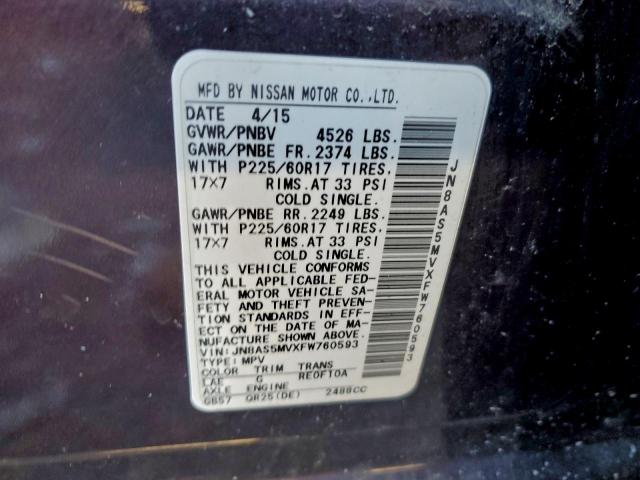 MFD BY NISSAN MOTOR CO.,LTD.
DATE 4/15
GVWR/PNBV 4526 LBS.
GAWR/PNBE FR. 2374 LBS.
WITH P225/60R17 TIRES.
17X7 RIMS. AT 33 PSI
COLD SINGLE.
GAWR/PNBE RR. 2249 LBS.
WITH P225/60R17 TIRES.
17X7 RIMS. AT 33 PSI
COLD SINGLE.
THIS VEHICLE CONFORMS
TO ALL APPLICABLE FED-
ERAL MOTOR VEHICLE SA-
FETY AND THEFT PREVEN-
TION STANDARDS IN EFF-
ECT ON THE DATE OF MA-
NUFACTURE SHOWN ABOVE.
VIN: JN8AS5MVXFW760593
TYPE: MPV
COLOR TRIM TRANS
LAE G RE0F10A
AXLE ENGINE
GB57 QR25(DE) 2488CC
JN8AS5MVXFW760593